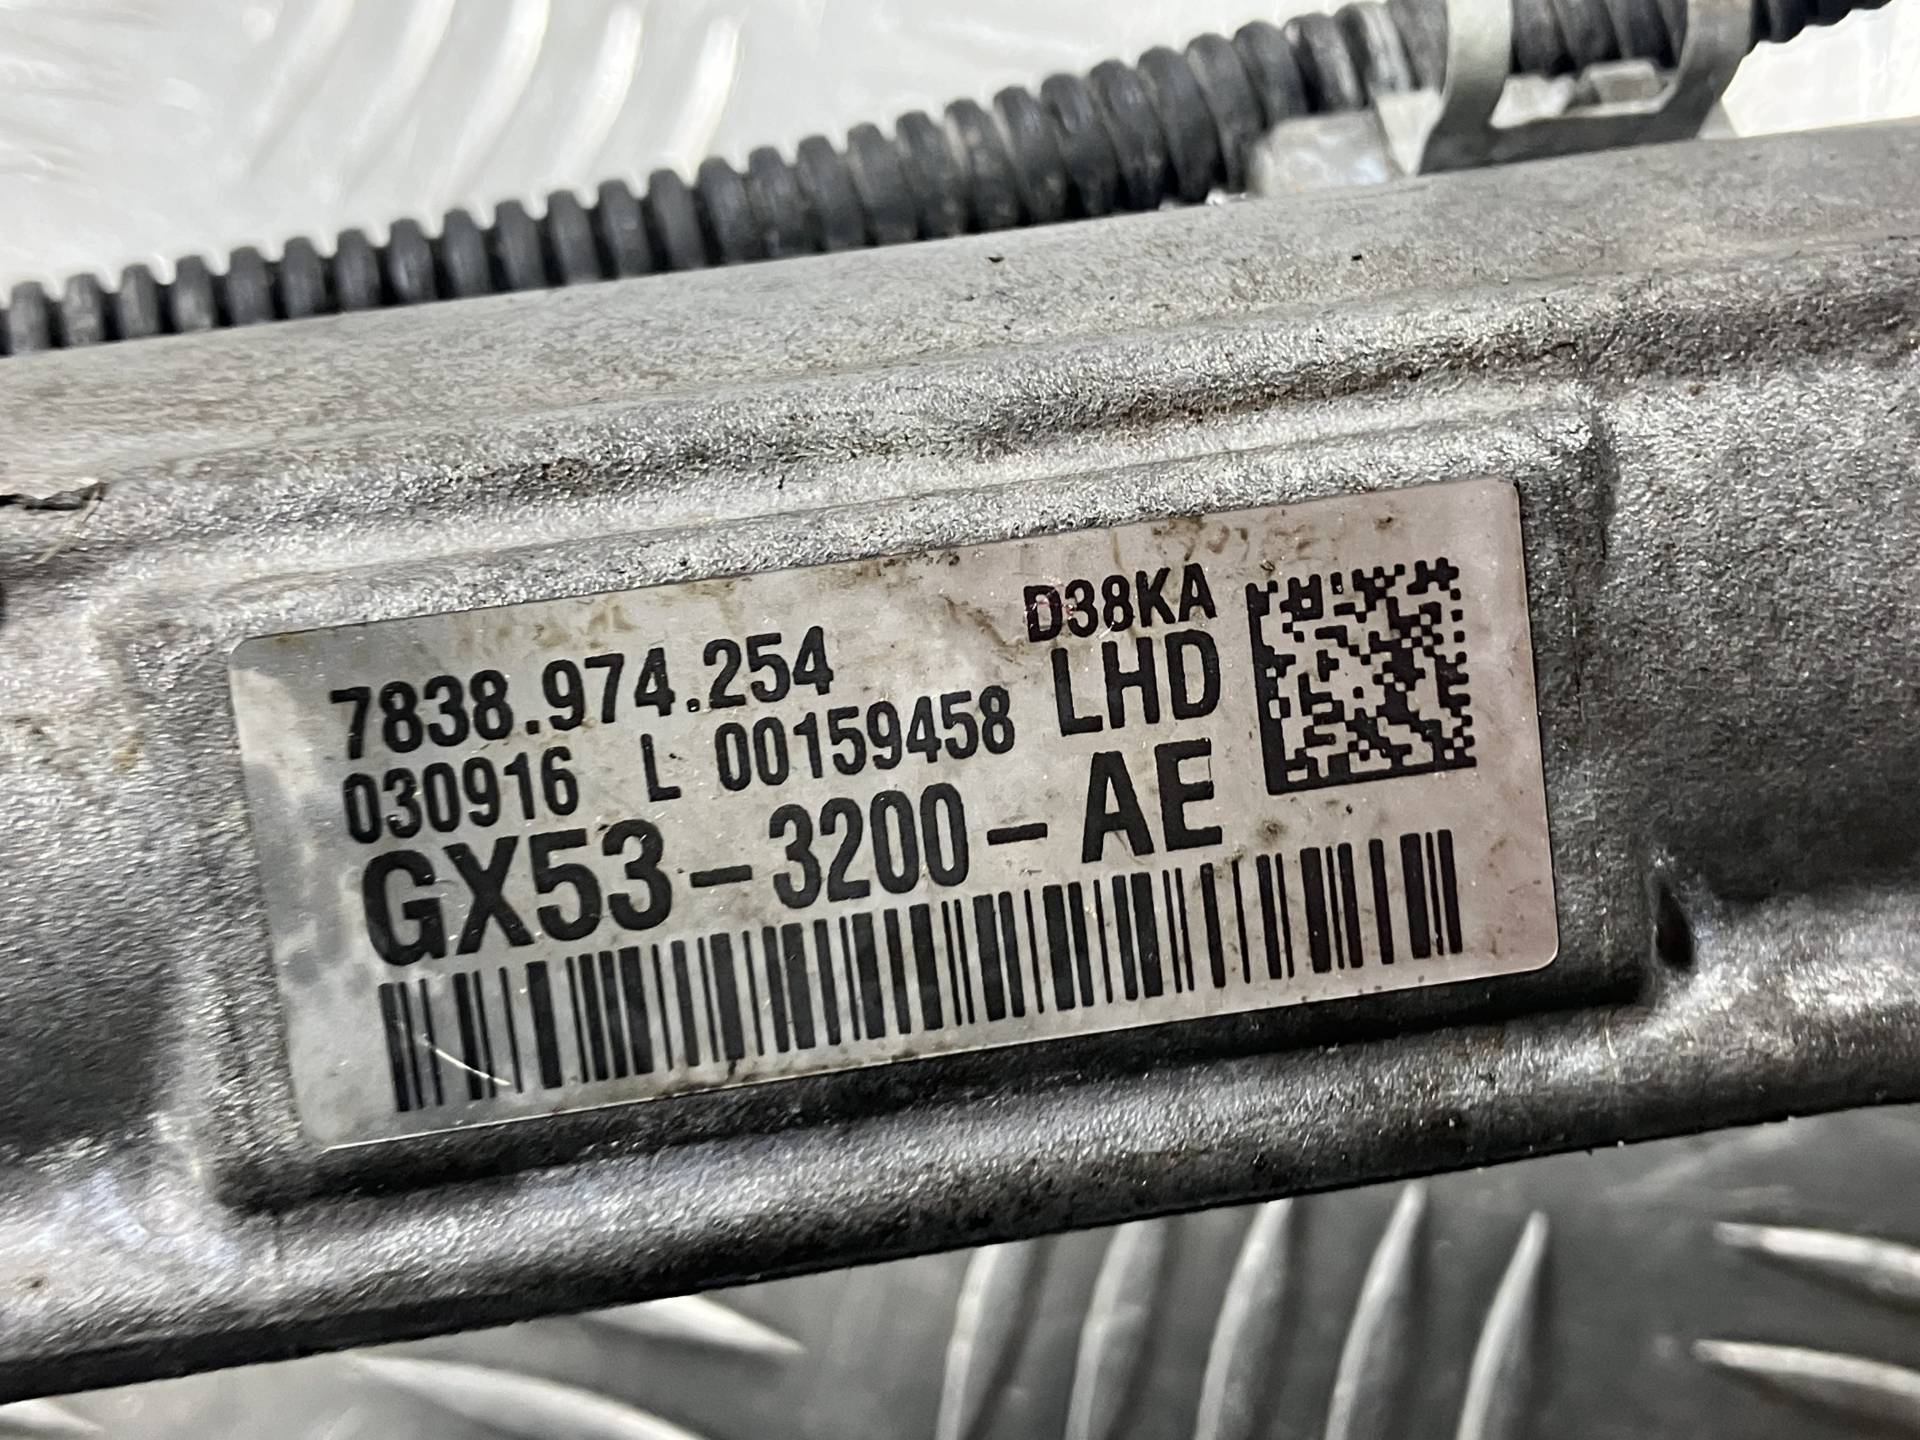 D38KA
7838.974.254 LHD
030916 L 00159458
GX53-3200-AE